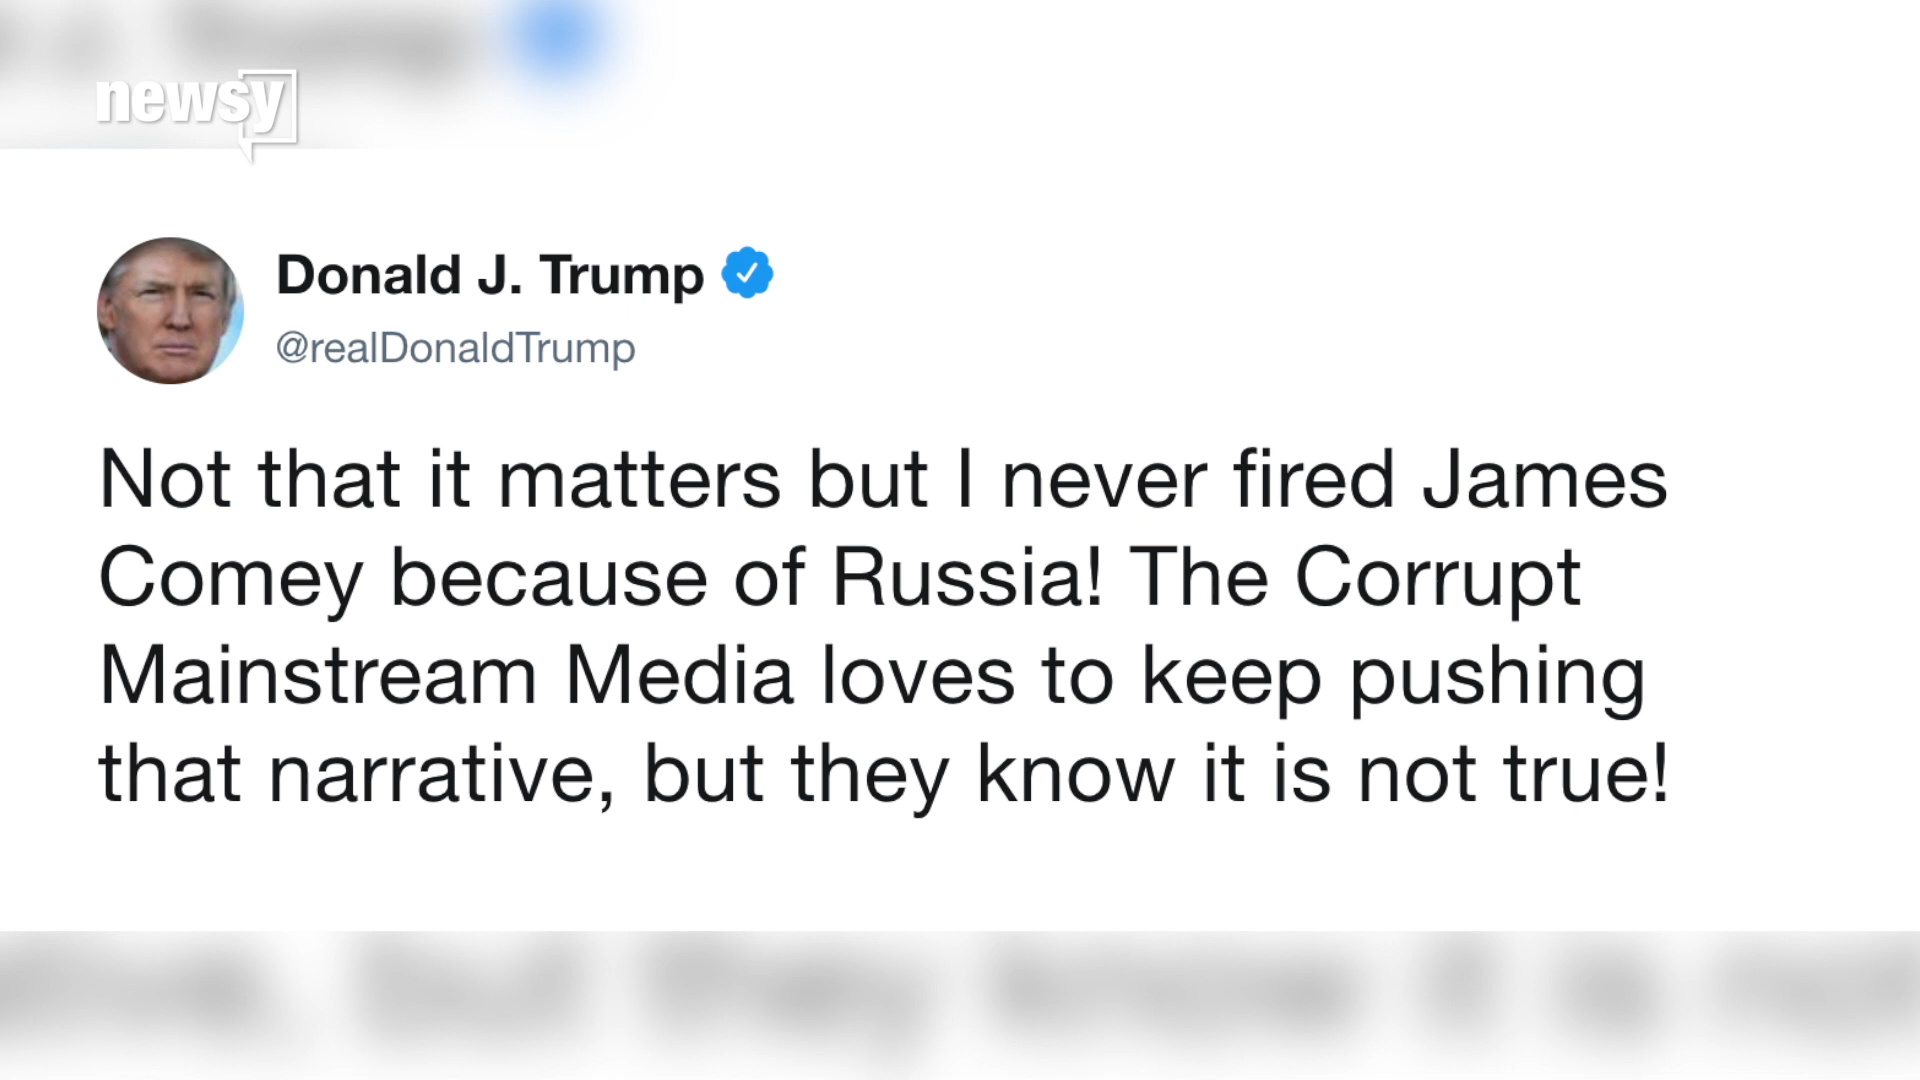 newsy
Donald J. Trump
@realDonaldTrump
Not that it matters but I never fired James
Comey because of Russia! The Corrupt
Mainstream Media loves to keep pushing
that narrative, but they know it is not true!